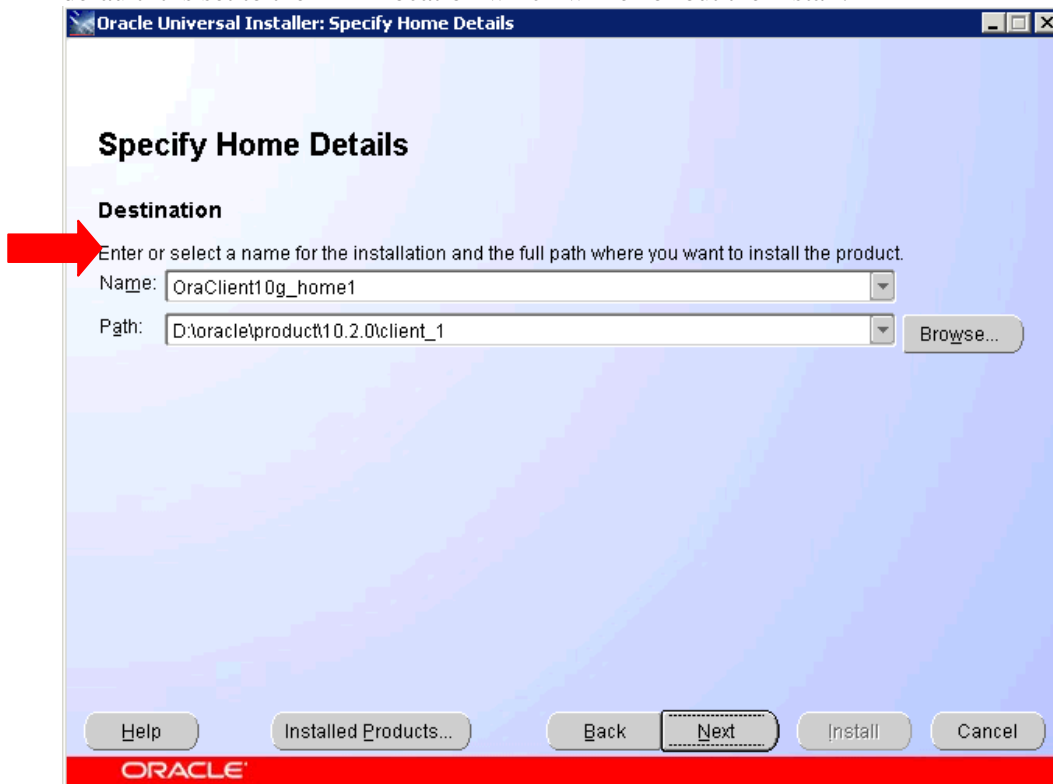 Oracle Universal Installer: Specify Home Details
Specify Home Details
Destination
Enter or select a name for the installation and the full path where you want to install the product.
Name: OraClient10g_home1
Path: D:\oracle\product\10.2.0\client_1 Browse...
Help Installed Products... Back Next Install Cancel
ORACLE